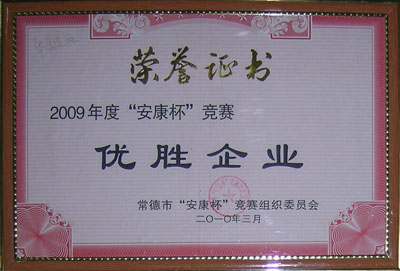 荣誉证书
2009年度“安康杯”竞赛
优胜企业
常德市“安康杯”竞赛组织委员会
二〇一〇年三月